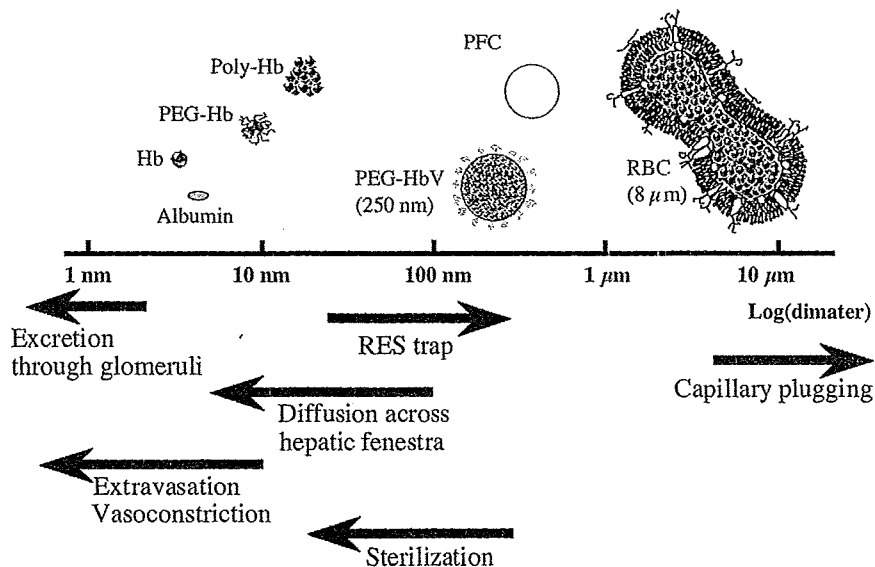 PFC
Poly-Hb
PEG-Hb
Hb
Albumin
PEG-HbV
(250 nm)
RBC
(8 μm)
1 nm
10 nm
100 nm
1 μm
10 μm
Log(dimater)
Excretion
through glomeruli
RES trap
Capillary plugging
Diffusion across
hepatic fenestra
Extravasation
Vasoconstriction
Sterilization